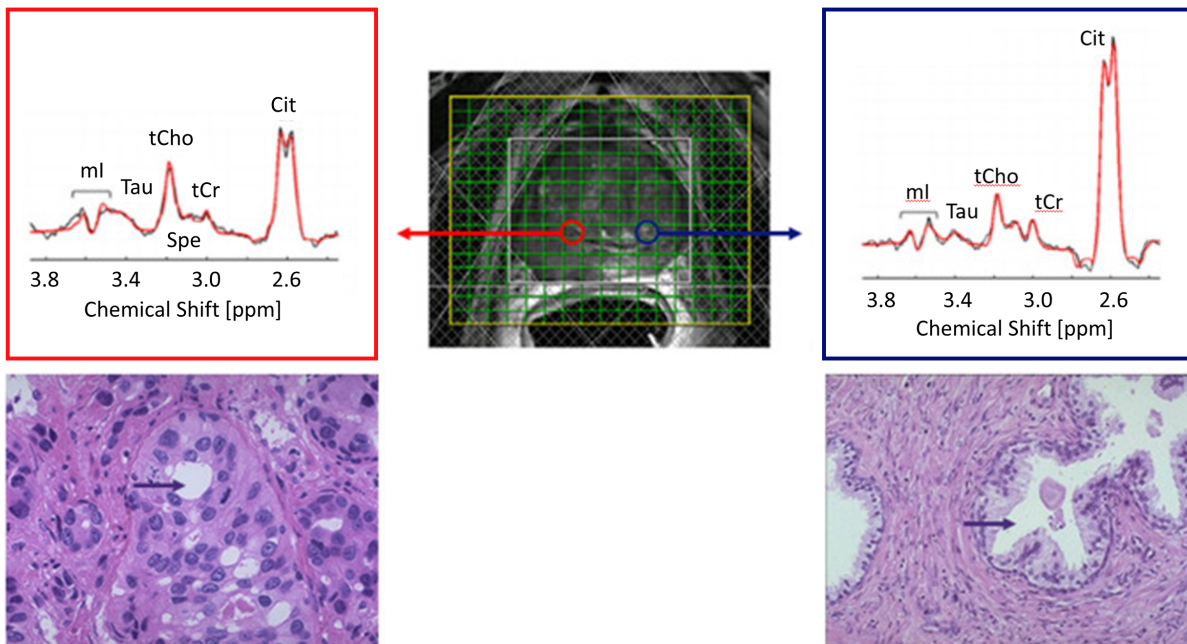 Cit
tCho
mI
Tau
tCr
Spe
3.8 3.4 3.0 2.6
Chemical Shift [ppm]
Cit
tCho
mI
tCr
Tau
3.8 3.4 3.0 2.6
Chemical Shift [ppm]